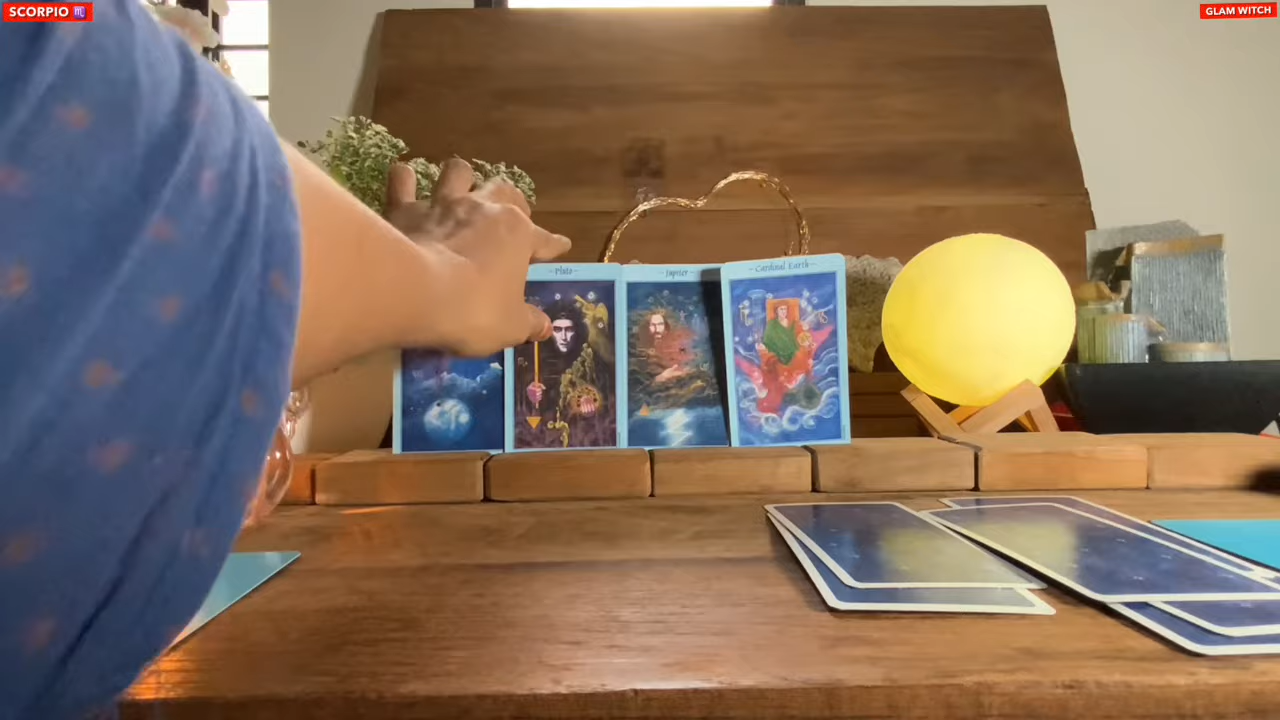 SCORPIO ♏
GLAM WITCH
- Pluto -
- Jupiter -
- Cardinal Earth -